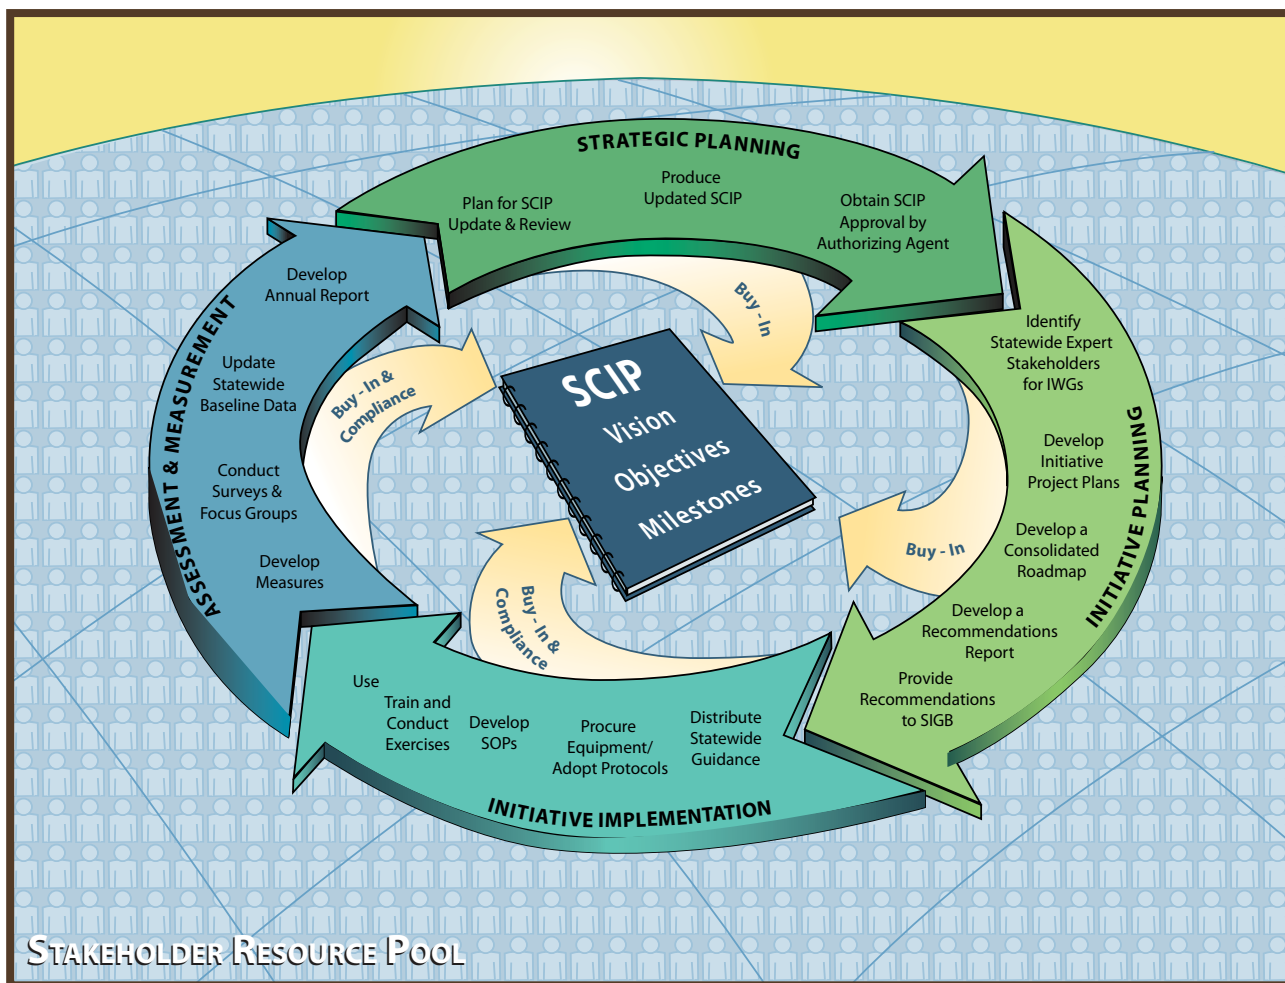 STRATEGIC PLANNING
Plan for SCIP
Update & Review
Produce
Updated SCIP
Obtain SCIP
Approval by
Authorizing Agent
Buy - In
INITIATIVE PLANNING
Identify
Statewide Expert
Stakeholders
for IWGs
Develop
Initiative
Project Plans
Develop a
Consolidated
Roadmap
Develop a
Recommendations
Report
Provide
Recommendations
to SIGB
Buy - In
INITIATIVE IMPLEMENTATION
Distribute
Statewide
Guidance
Procure
Equipment/
Adopt Protocols
Develop
SOPs
Train and
Conduct
Exercises
Use
Buy - In &
Compliance
ASSESSMENT & MEASUREMENT
Develop
Measures
Conduct
Surveys &
Focus Groups
Update
Statewide
Baseline Data
Develop
Annual Report
Buy - In &
Compliance
SCIP
Vision
Objectives
Milestones
STAKEHOLDER RESOURCE POOL